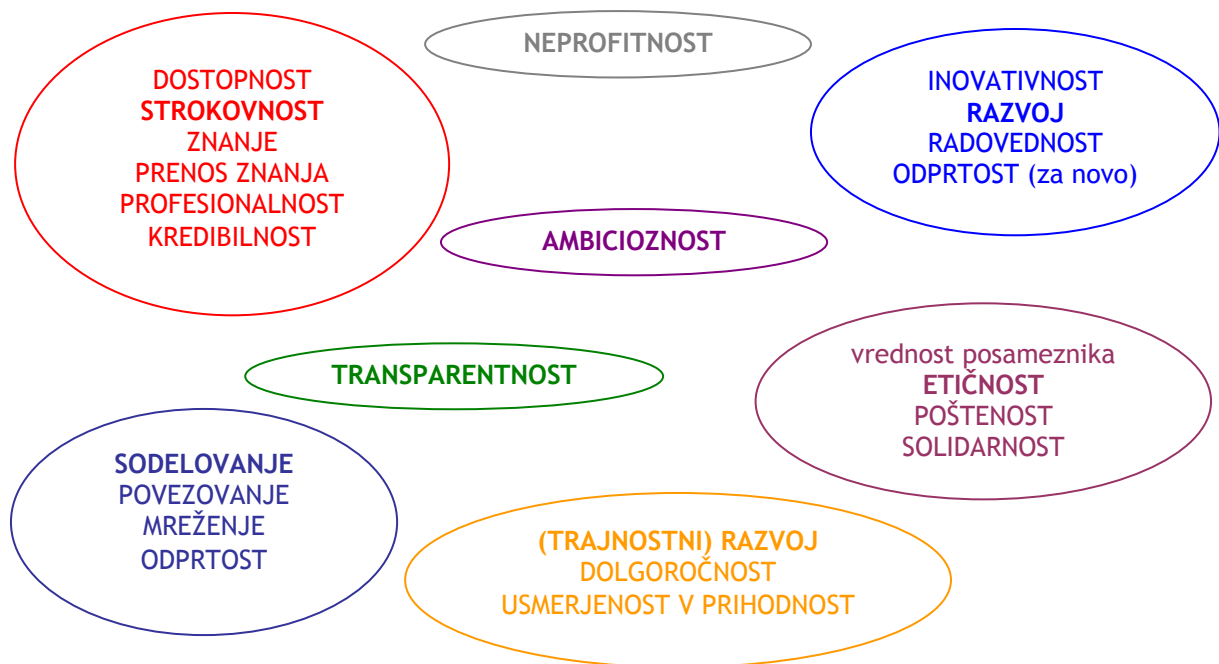 NEPROFITNOST
DOSTOPNOST
STROKOVNOST
ZNANJE
PRENOS ZNANJA
PROFESIONALNOST
KREDIBILNOST
INOVATIVNOST
RAZVOJ
RADOVEDNOST
ODPRTOST (za novo)
AMBICIOZNOST
TRANSPARENTNOST
vrednost posameznika
ETIČNOST
POŠTENOST
SOLIDARNOST
SODELOVANJE
POVEZOVANJE
MREŽENJE
ODPRTOST
(TRAJNOSTNI) RAZVOJ
DOLGOROČNOST
USMERJENOST V PRIHODNOST